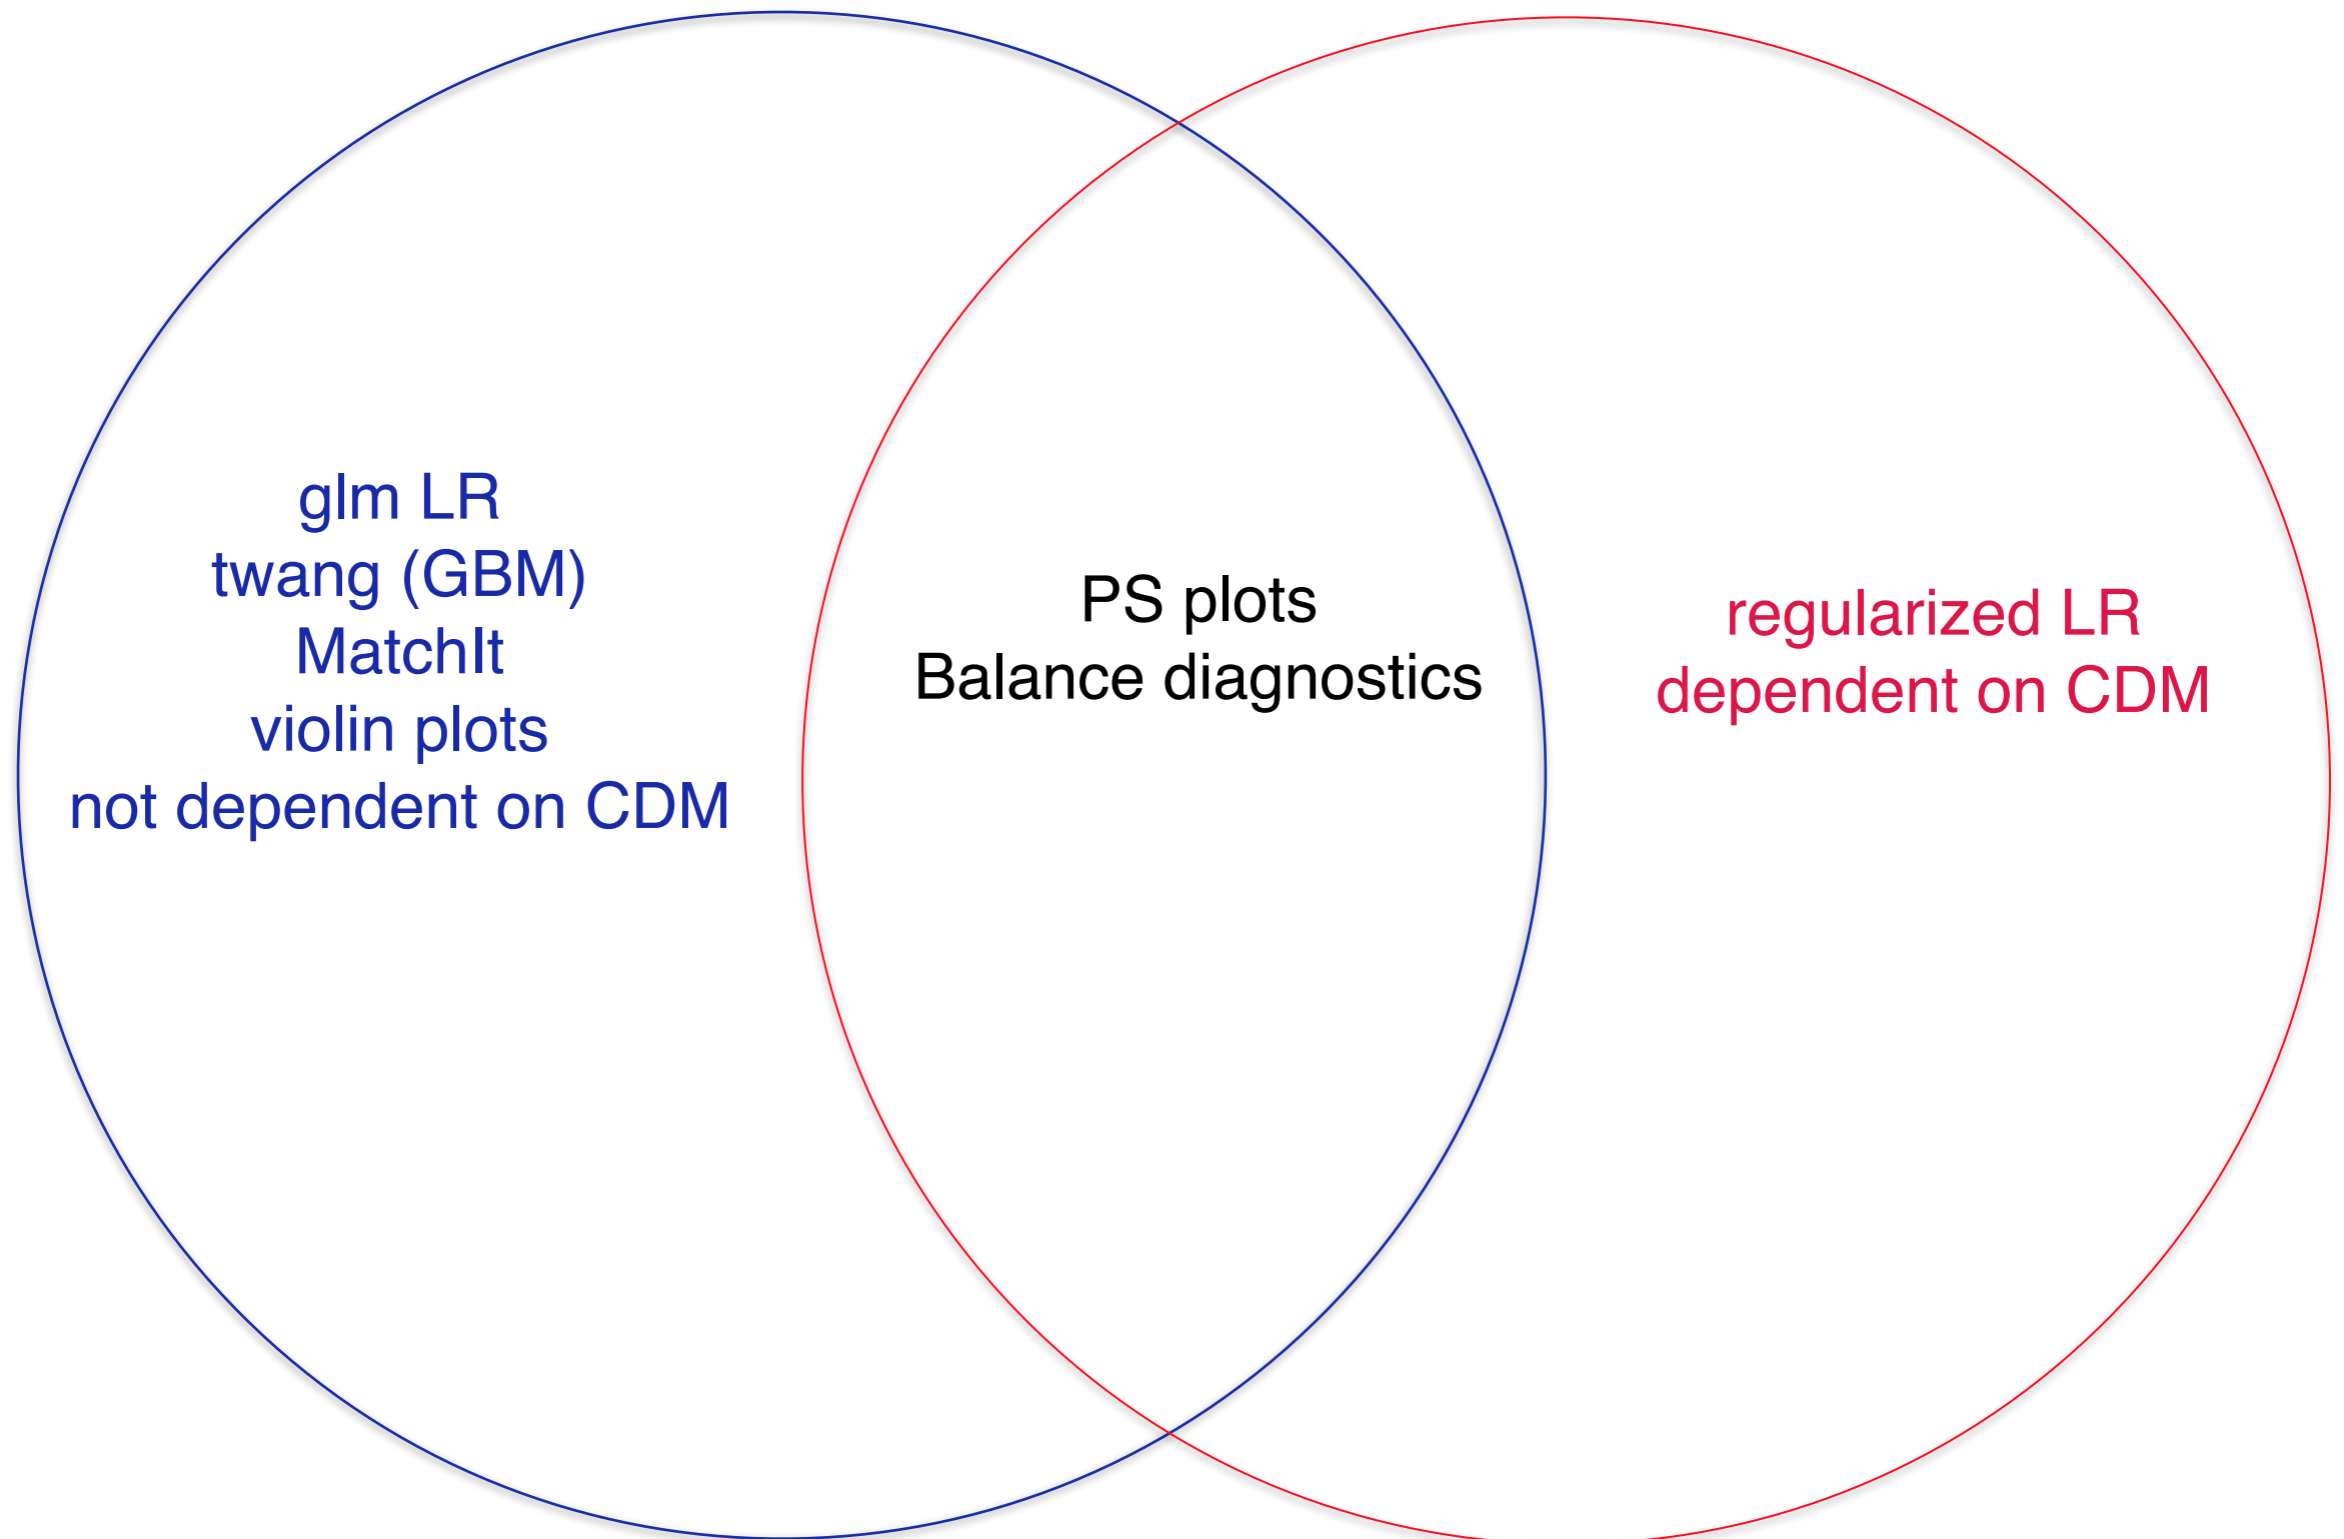 glm LR
twang (GBM)
MatchIt
violin plots
not dependent on CDM
PS plots
Balance diagnostics
regularized LR
dependent on CDM